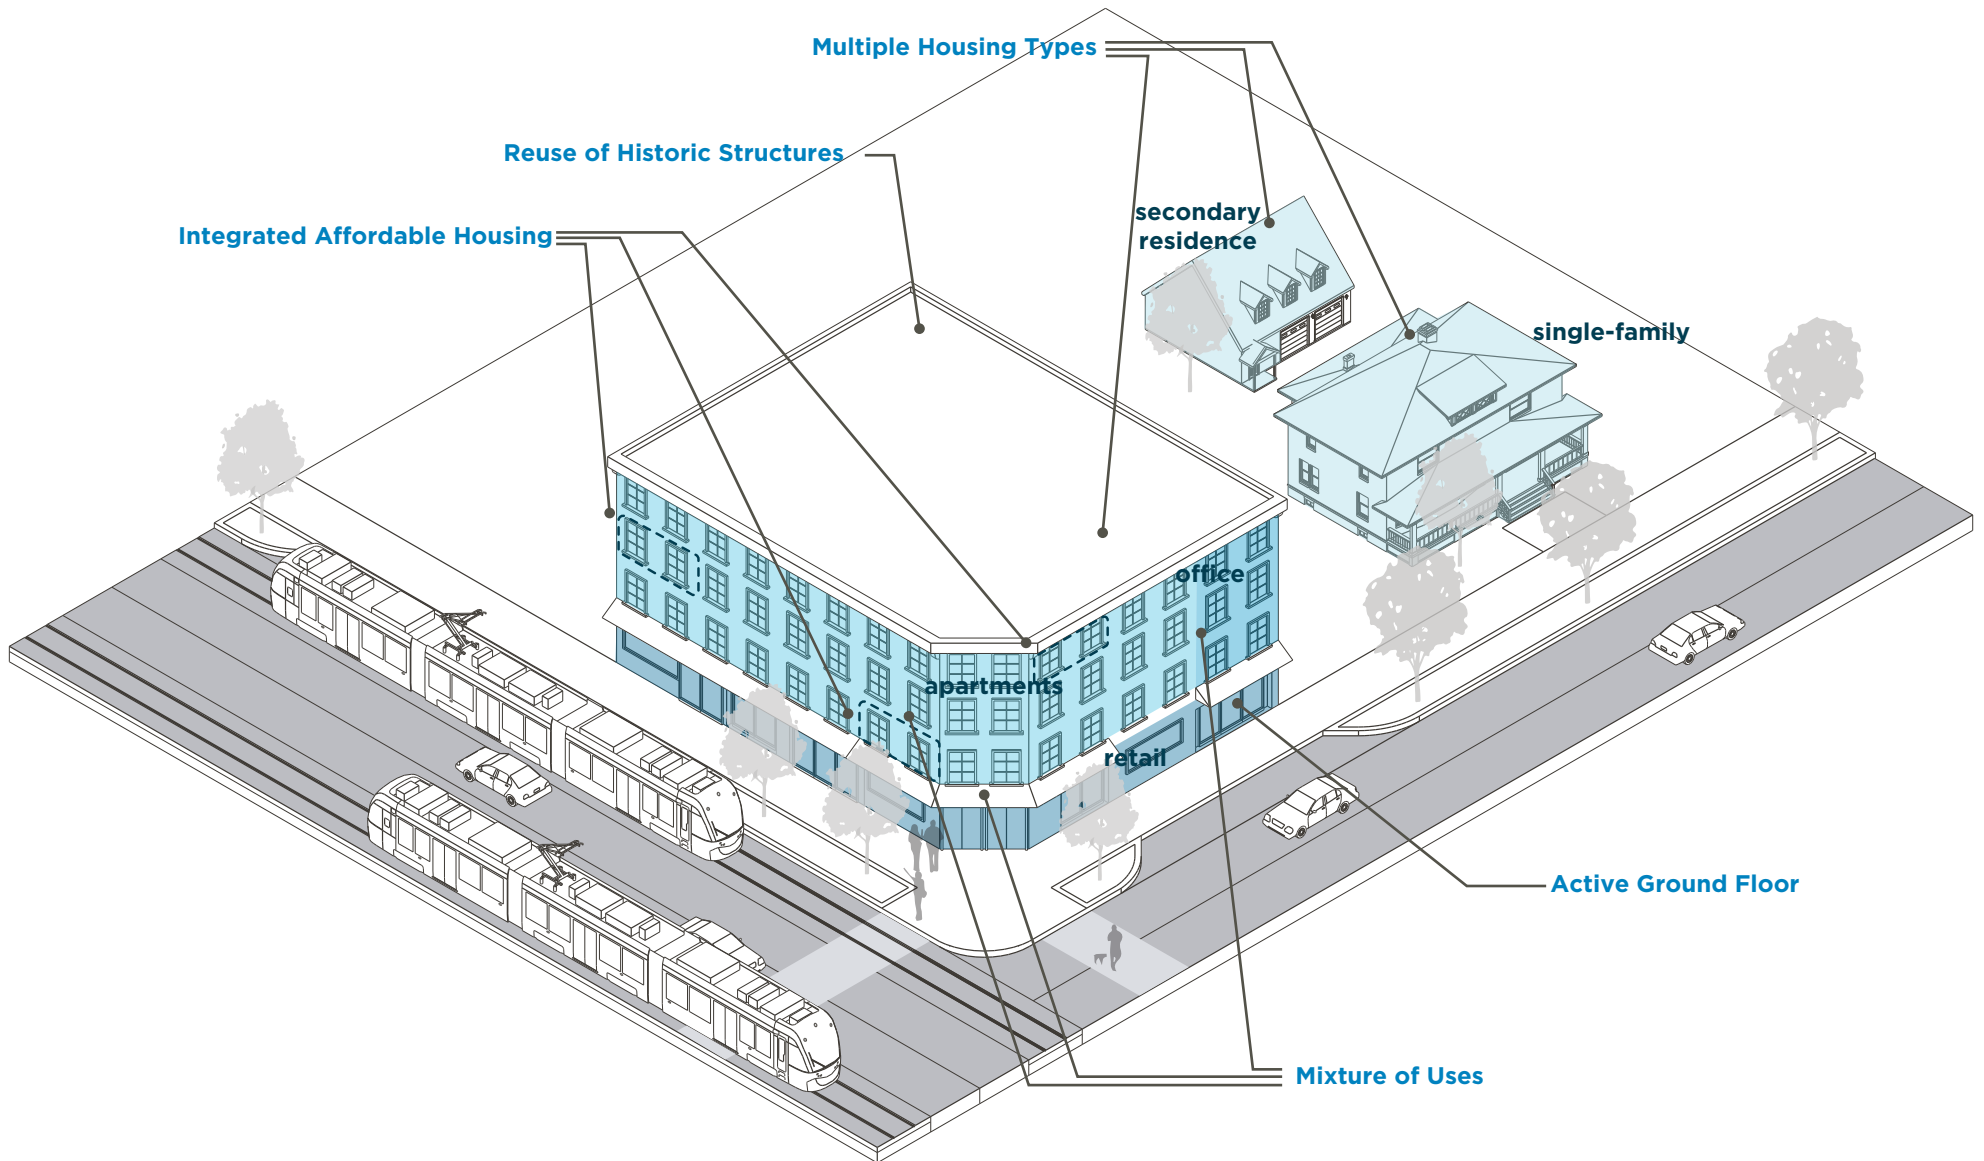 Multiple Housing Types
Reuse of Historic Structures
Integrated Affordable Housing
secondary
residence
single-family
office
apartments
retail
Active Ground Floor
Mixture of Uses